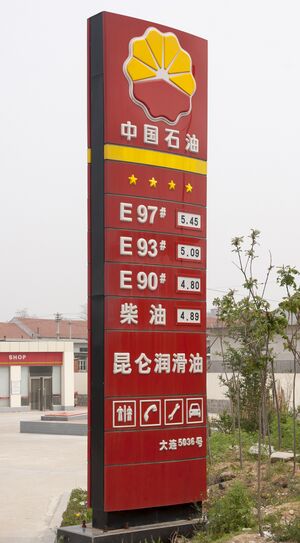 中国石油
E 97# 5.45
E 93# 5.09
E 90# 4.80
柴油 4.89
昆仑润滑油
大连5036号
SHOP